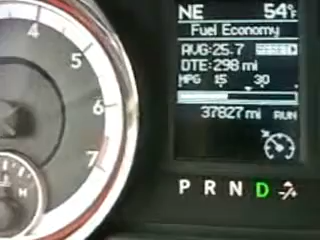 NE 54°F
Fuel Economy
AVG:25.7
DTE:298 mi
MPG 15 30
37827 mi RUN
P R N D
4
5
6
7
H